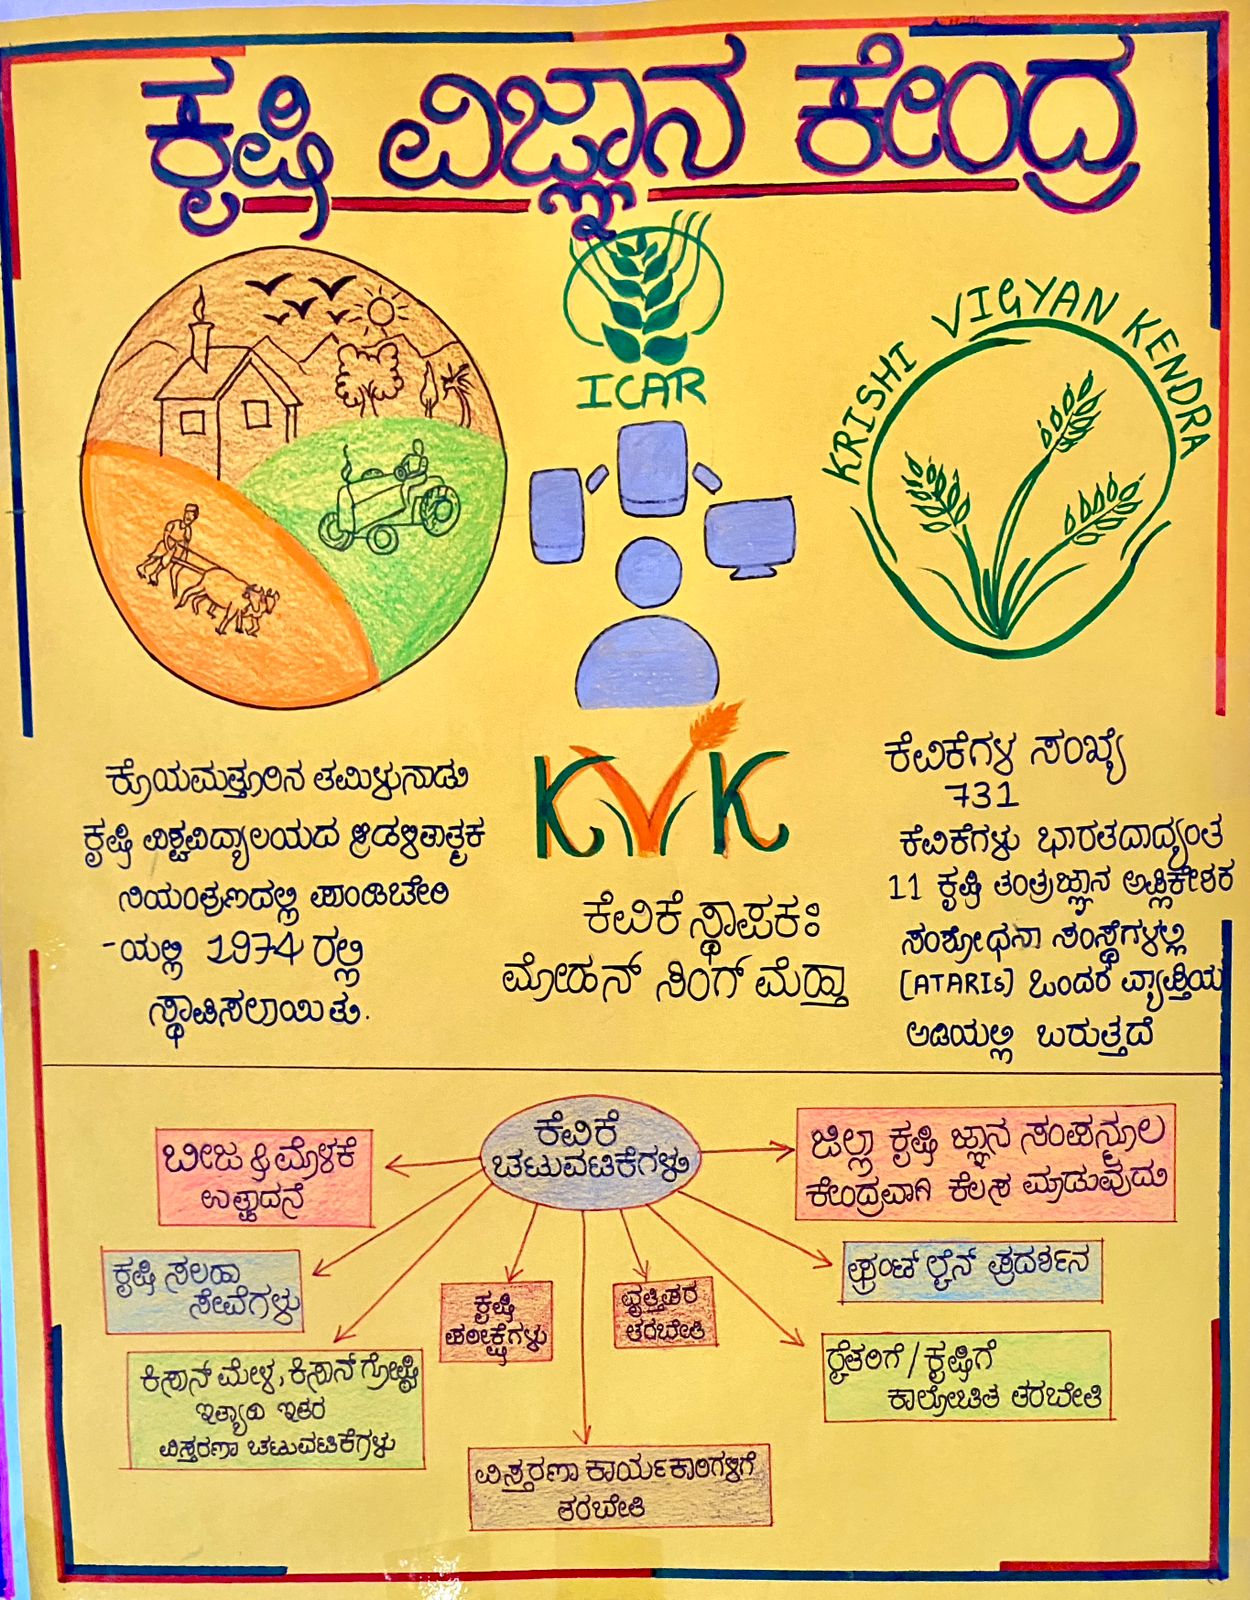 ಕೃಷಿ ವಿಜ್ಞಾನ ಕೇಂದ್ರ
ICAR
KRISHI VIGYAN KENDRA
ಕೊಯಮತ್ತೂರಿನ ತಮಿಳುನಾಡು
ಕೃಷಿ ವಿಶ್ವವಿದ್ಯಾಲಯದ ಆಡಳಿತಾತ್ಮಕ
ನಿಯಂತ್ರಣದಲ್ಲಿ ಪಾಂಡಿಚೇರಿ
-ಯಲ್ಲಿ 1974 ರಲ್ಲಿ
ಸ್ಥಾಪಿಸಲಾಯಿತು.
KVK
ಕೆವಿಕೆ ಸ್ಥಾಪಕ:
ಮೋಹನ್ ಸಿಂಗ್ ಮೆಹ್ತಾ
ಕೆವಿಕೆಗಳ ಸಂಖ್ಯೆ
731
ಕೆವಿಕೆಗಳು ಭಾರತದಾದ್ಯಂತ
11 ಕೃಷಿ ತಂತ್ರಜ್ಞಾನ ಅಪ್ಲಿಕೇಶಕ
ಸಂಶೋಧನಾ ಸಂಸ್ಥೆಗಳಲ್ಲಿ
(ATARIs) ಒಂದರ ವ್ಯಾಪ್ತಿಯ
ಅಡಿಯಲ್ಲಿ ಬರುತ್ತದೆ
ಕೆವಿಕೆ
ಚಟುವಟಿಕೆಗಳು
ಬೀಜ & ಮೊಳಕೆ
ಉತ್ಪಾದನೆ
ಜಿಲ್ಲಾ ಕೃಷಿ ಜ್ಞಾನ ಸಂಪನ್ಮೂಲ
ಕೇಂದ್ರವಾಗಿ ಕೆಲಸ ಮಾಡುವುದು
ಕೃಷಿ ಸಲಹಾ
ಸೇವೆಗಳು
ಕೃಷಿ
ಪರೀಕ್ಷೆಗಳು
ವೃತ್ತಿಪರ
ತರಬೇತಿ
ಫ್ರಂಟ್ ಲೈನ್ ಪ್ರದರ್ಶನ
ಕಿಸಾನ್ ಮೇಳ, ಕಿಸಾನ್ ಗೋಷ್ಟಿ
ಇತ್ಯಾದಿ ಇತರ
ವಿಸ್ತರಣಾ ಚಟುವಟಿಕೆಗಳು
ರೈತರಿಗೆ/ಕೃಷಿಗೆ
ಕಾಲೋಚಿತ ತರಬೇತಿ
ವಿಸ್ತರಣಾ ಕಾರ್ಯಕಾರಿಗಳಿಗೆ
ತರಬೇತಿ